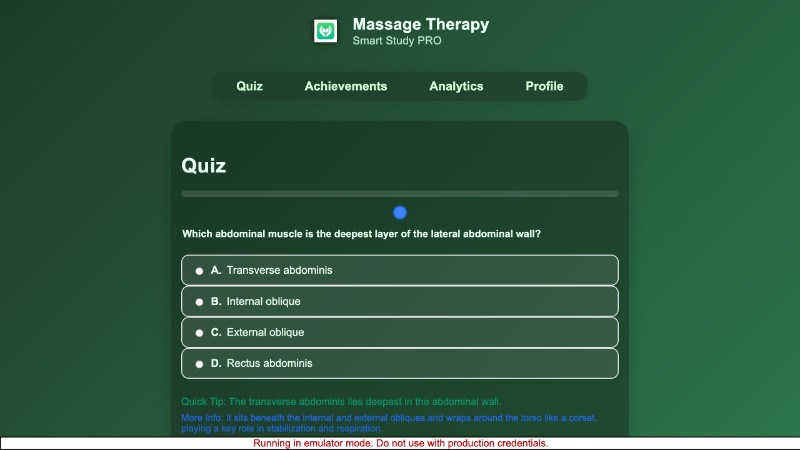 Massage Therapy
Smart Study PRO
Quiz Achievements Analytics Profile
Quiz
Which abdominal muscle is the deepest layer of the lateral abdominal wall?
A. Transverse abdominis
B. Internal oblique
C. External oblique
D. Rectus abdominis
Quick Tip: The transverse abdominis lies deepest in the abdominal wall.
More Info: It sits beneath the internal and external obliques and wraps around the torso like a corset,
playing a key role in stabilization and respiration.
Running in emulator mode. Do not use with production credentials.